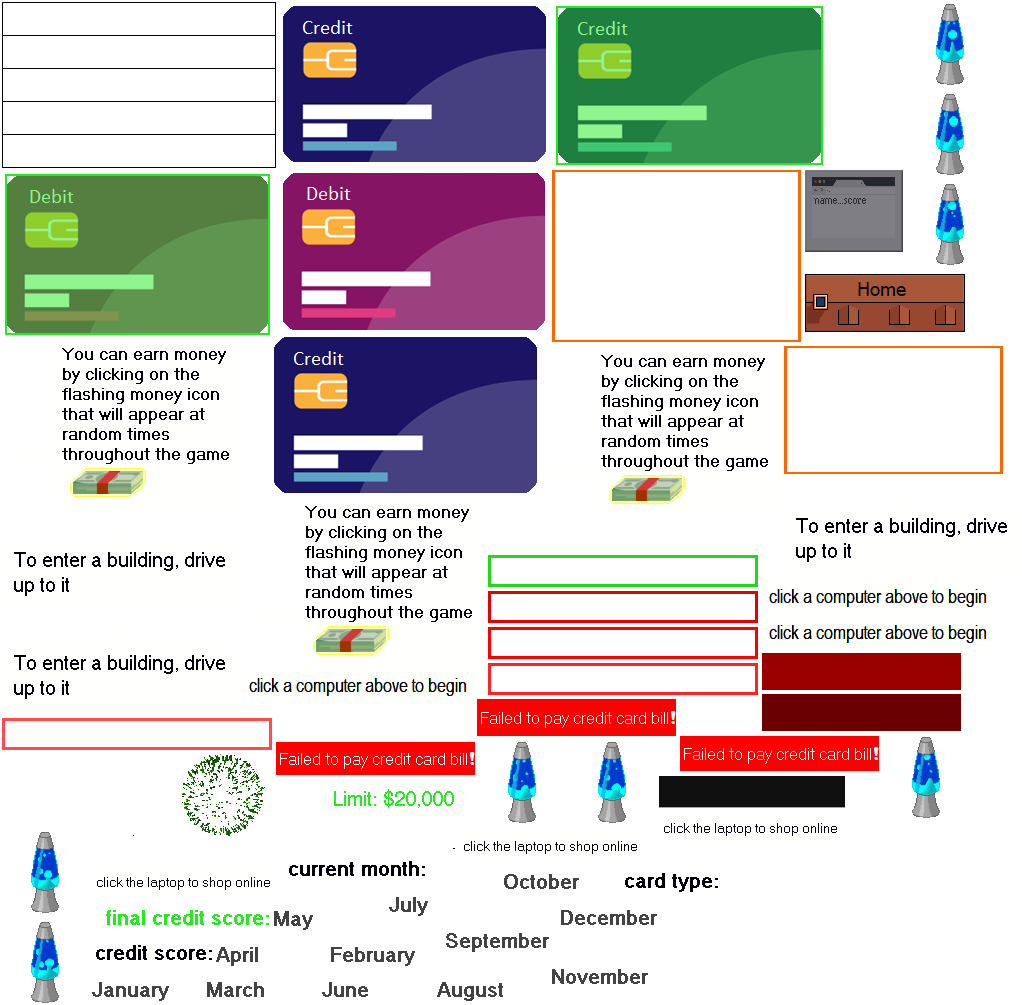 Credit
Credit
name...score
Debit
Debit
Home
You can earn money
by clicking on the
flashing money icon
that will appear at
random times
throughout the game
Credit
You can earn money
by clicking on the
flashing money icon
that will appear at
random times
throughout the game
You can earn money
by clicking on the
flashing money icon
that will appear at
random times
throughout the game
To enter a building, drive
up to it
To enter a building, drive
up to it
click a computer above to begin
click a computer above to begin
To enter a building, drive
up to it
click a computer above to begin
Failed to pay credit card bill!
Failed to pay credit card bill!
Failed to pay credit card bill!
Limit: $20,000
click the laptop to shop online
click the laptop to shop online
click the laptop to shop online
current month:
October
card type:
July
final credit score:
May
December
September
credit score:
April
February
November
January
March
June
August